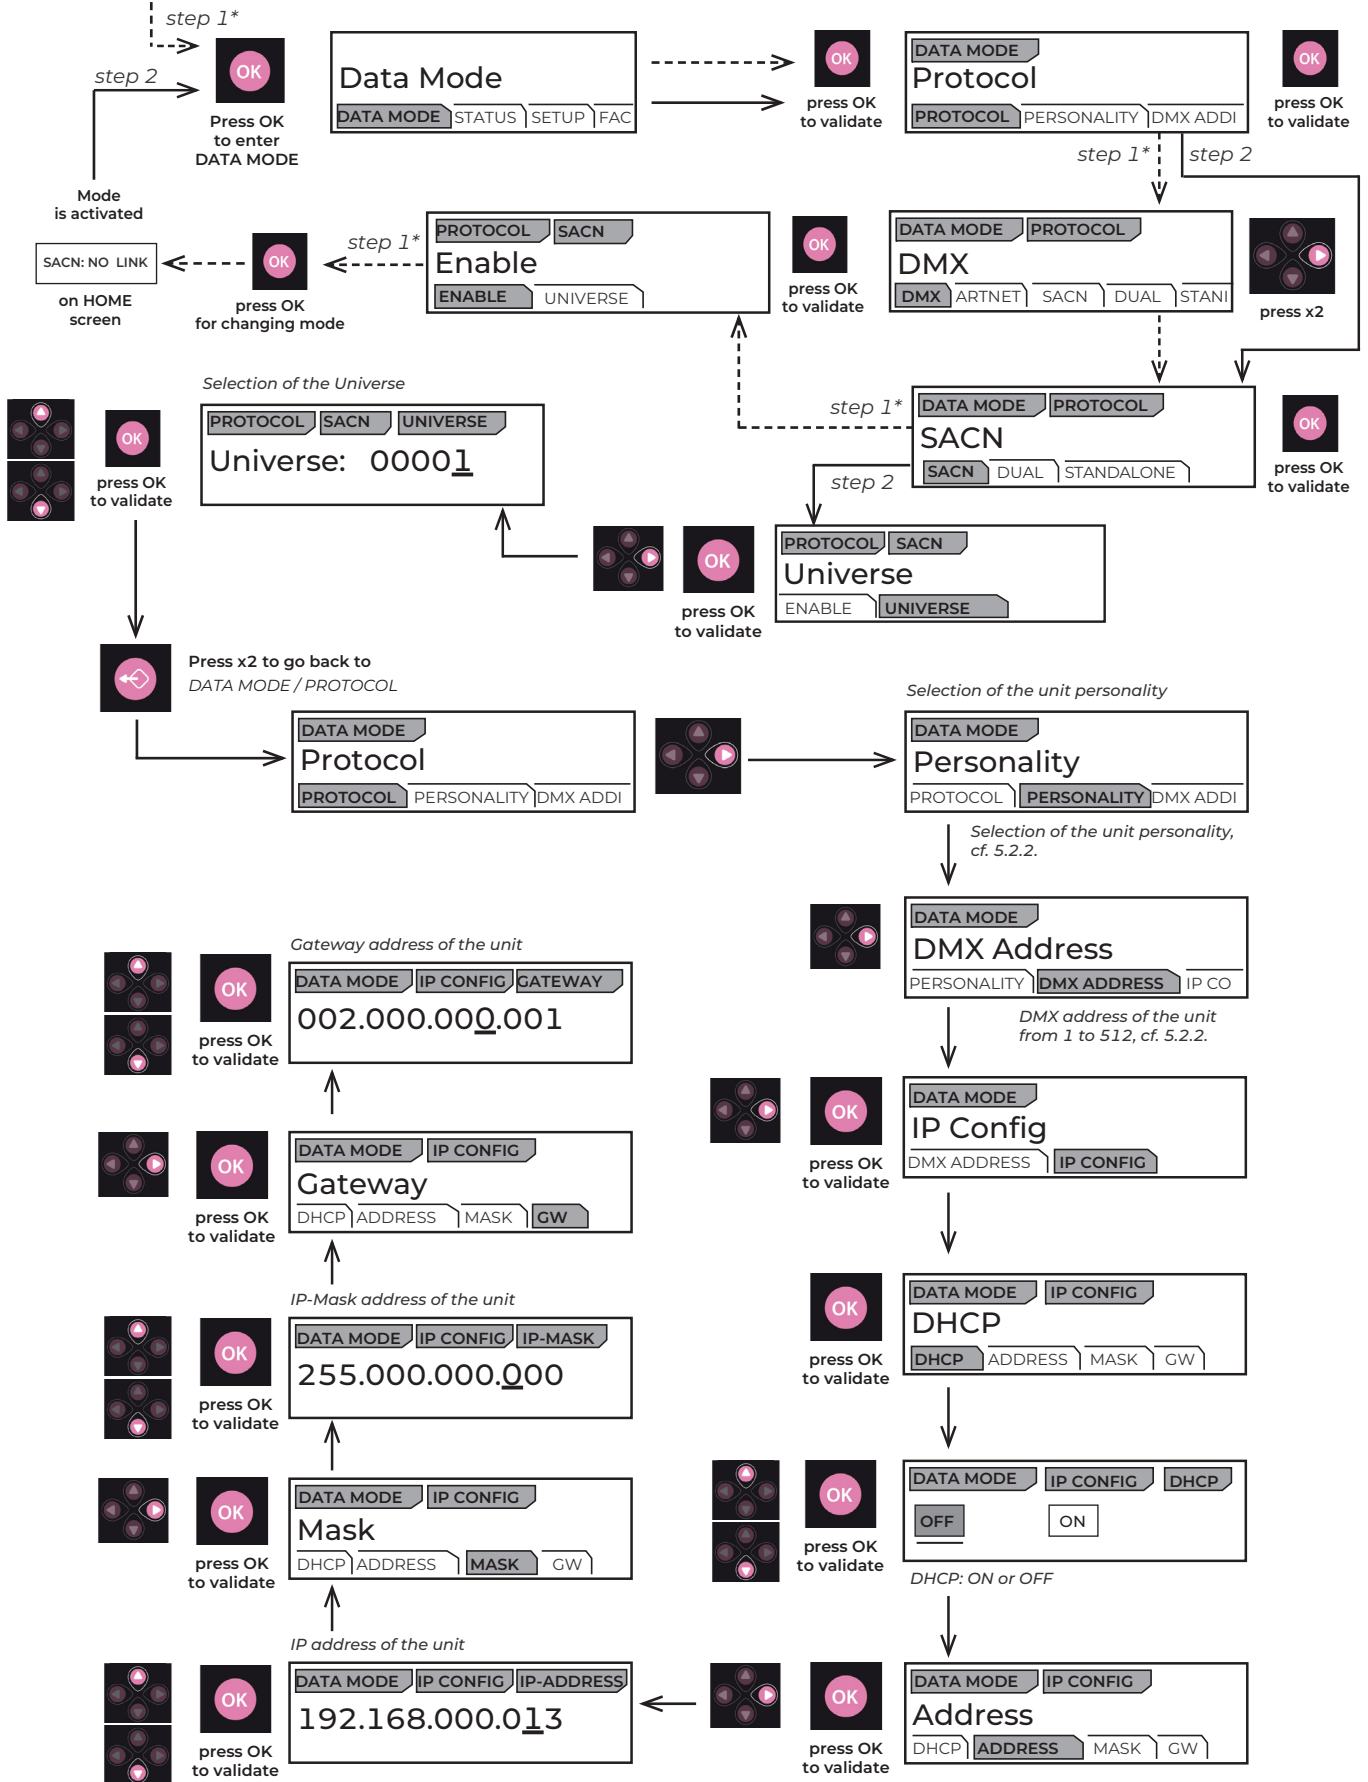 step 1*
step 2
OK
Press OK
to enter
DATA MODE
Data Mode
DATA MODE STATUS SETUP FAC
OK
press OK
to validate
DATA MODE
Protocol
PROTOCOL PERSONALITY DMX ADDI
OK
press OK
to validate
step 1*
step 2
Mode
is activated
SACN: NO LINK
on HOME
screen
OK
press OK
for changing mode
step 1*
PROTOCOL SACN
Enable
ENABLE UNIVERSE
OK
press OK
to validate
DATA MODE PROTOCOL
DMX
DMX ARTNET SACN DUAL STANI
press x2
Selection of the Universe
OK
press OK
to validate
PROTOCOL SACN UNIVERSE
Universe: 00001
step 1*
step 2
DATA MODE PROTOCOL
SACN
SACN DUAL STANDALONE
OK
press OK
to validate
OK
press OK
to validate
PROTOCOL SACN
Universe
ENABLE UNIVERSE
Press x2 to go back to
DATA MODE / PROTOCOL
DATA MODE
Protocol
PROTOCOL PERSONALITY DMX ADDI
Selection of the unit personality
DATA MODE
Personality
PROTOCOL PERSONALITY DMX ADDI
Selection of the unit personality,
cf. 5.2.2.
DATA MODE
DMX Address
PERSONALITY DMX ADDRESS IP CO
DMX address of the unit
from 1 to 512, cf. 5.2.2.
OK
press OK
to validate
DATA MODE
IP Config
DMX ADDRESS IP CONFIG
OK
press OK
to validate
DATA MODE IP CONFIG
DHCP
DHCP ADDRESS MASK GW
OK
press OK
to validate
DATA MODE IP CONFIG DHCP
OFF ON
DHCP: ON or OFF
OK
press OK
to validate
DATA MODE IP CONFIG
Address
DHCP ADDRESS MASK GW
IP address of the unit
OK
press OK
to validate
DATA MODE IP CONFIG IP-ADDRESS
192.168.000.013
OK
press OK
to validate
DATA MODE IP CONFIG
Mask
DHCP ADDRESS MASK GW
IP-Mask address of the unit
OK
press OK
to validate
DATA MODE IP CONFIG IP-MASK
255.000.000.000
OK
press OK
to validate
DATA MODE IP CONFIG
Gateway
DHCP ADDRESS MASK GW
Gateway address of the unit
OK
press OK
to validate
DATA MODE IP CONFIG GATEWAY
002.000.000.001